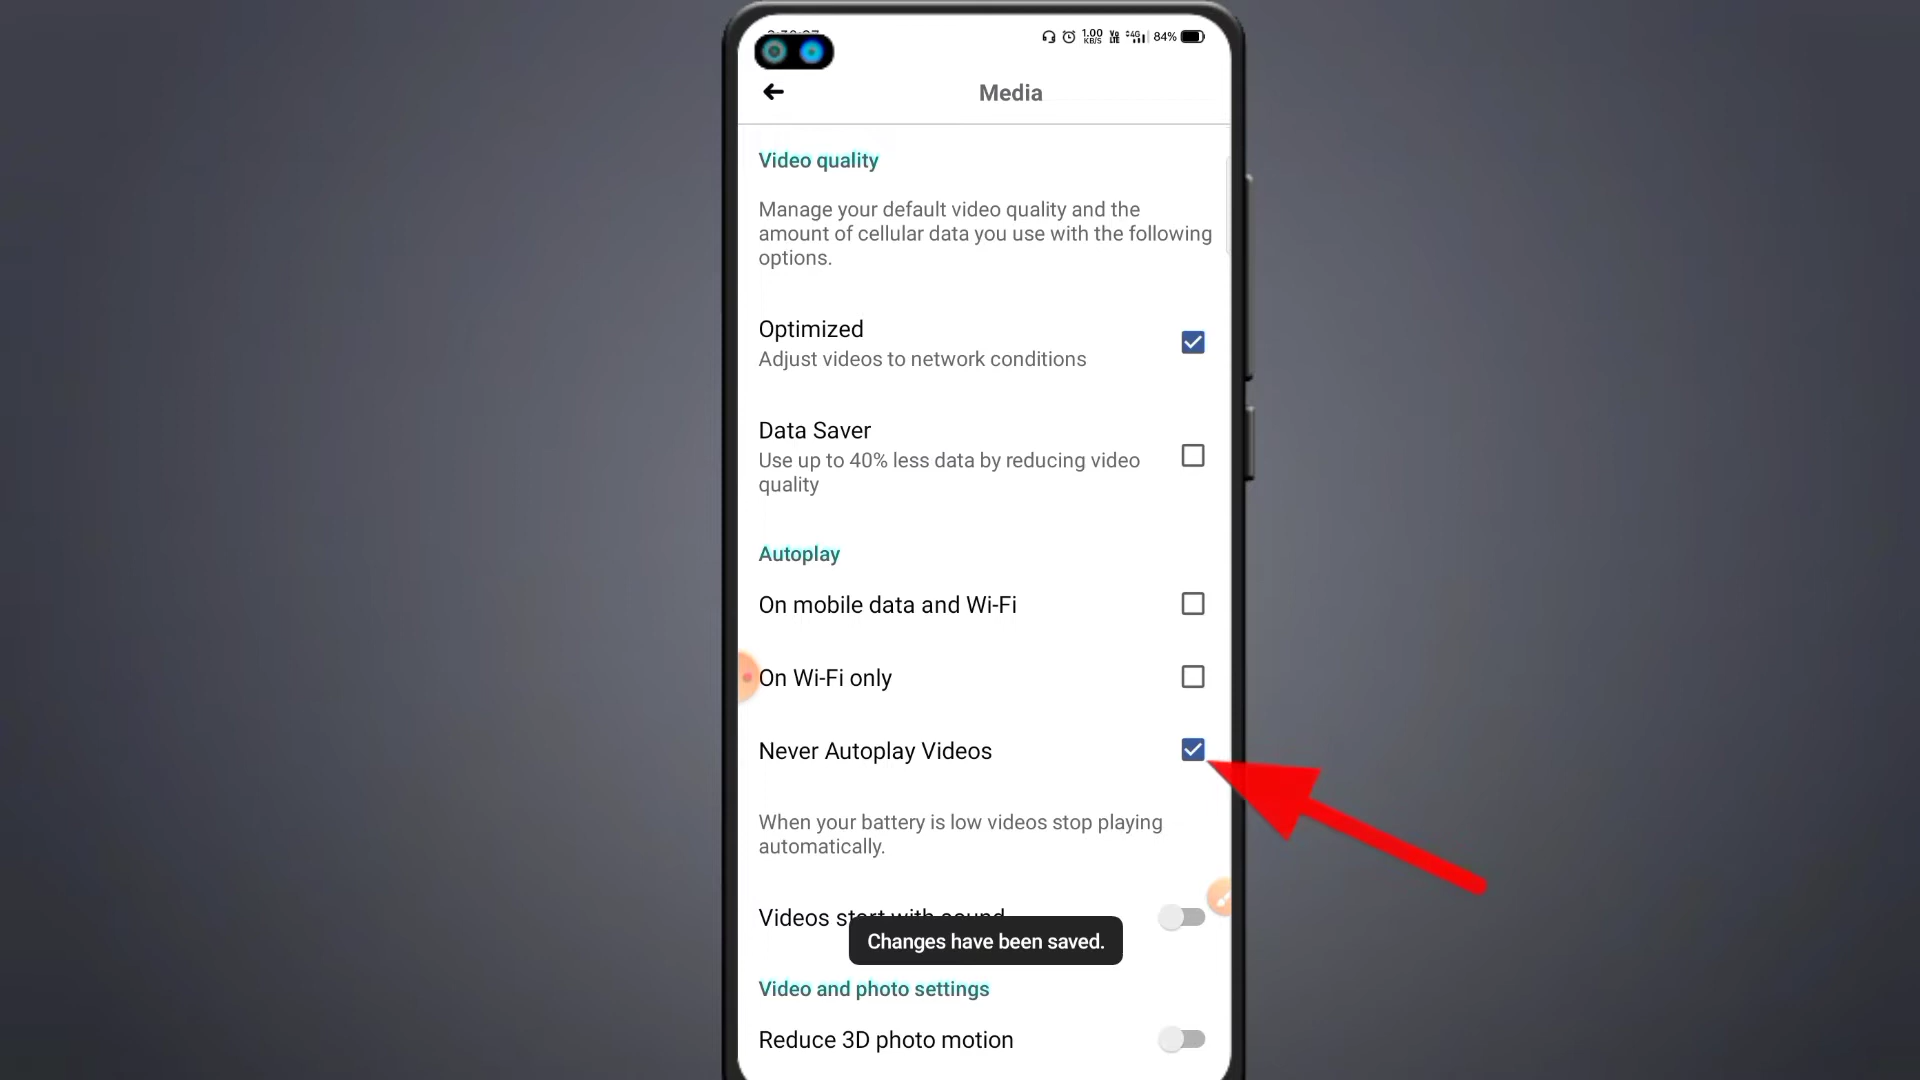 1.00
KB/S
4G
84%
Media
Video quality
Manage your default video quality and the
amount of cellular data you use with the following
options.
Optimized
Adjust videos to network conditions
Data Saver
Use up to 40% less data by reducing video
quality
Autoplay
On mobile data and Wi-Fi
On Wi-Fi only
Never Autoplay Videos
When your battery is low videos stop playing
automatically.
Videos start with sound
Changes have been saved.
Video and photo settings
Reduce 3D photo motion